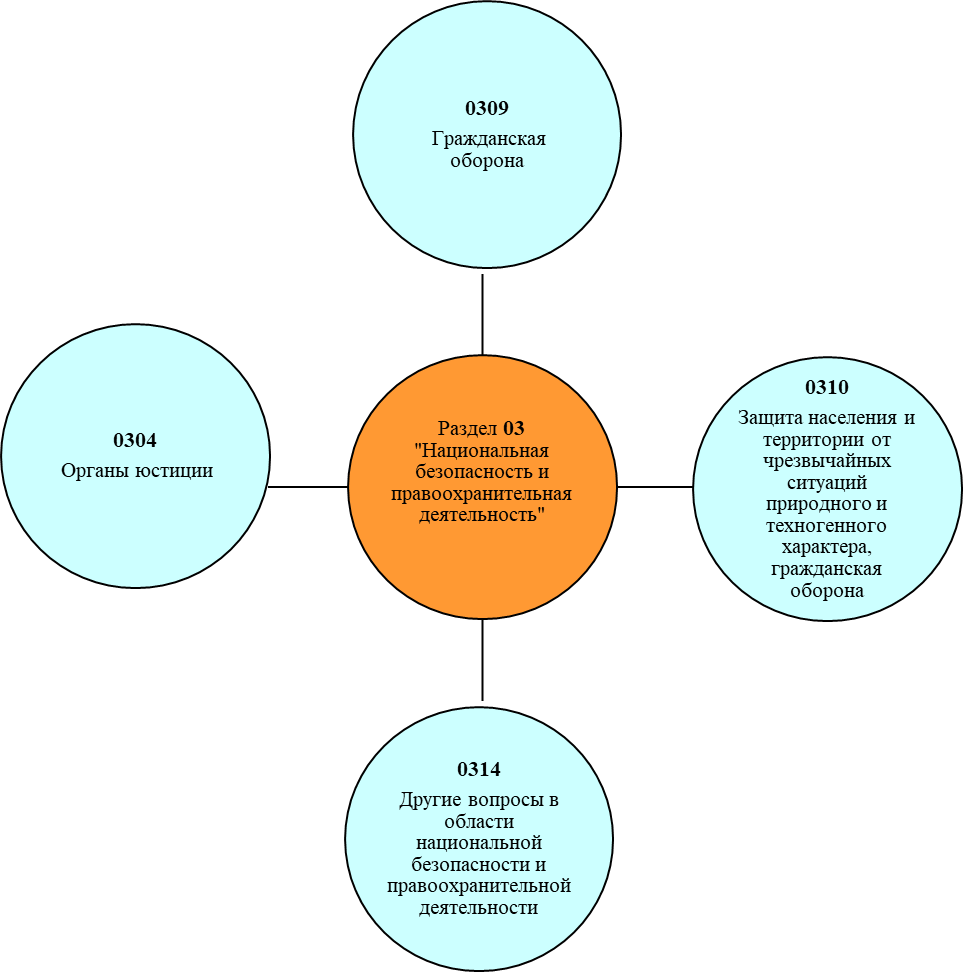 0309
Гражданская
оборона
0304
Органы юстиции
Раздел 03
"Национальная
безопасность и
правоохранительная
деятельность"
0310
Защита населения и
территории от
чрезвычайных
ситуаций
природного и
техногенного
характера,
гражданская
оборона
0314
Другие вопросы в
области
национальной
безопасности и
правоохранительной
деятельности